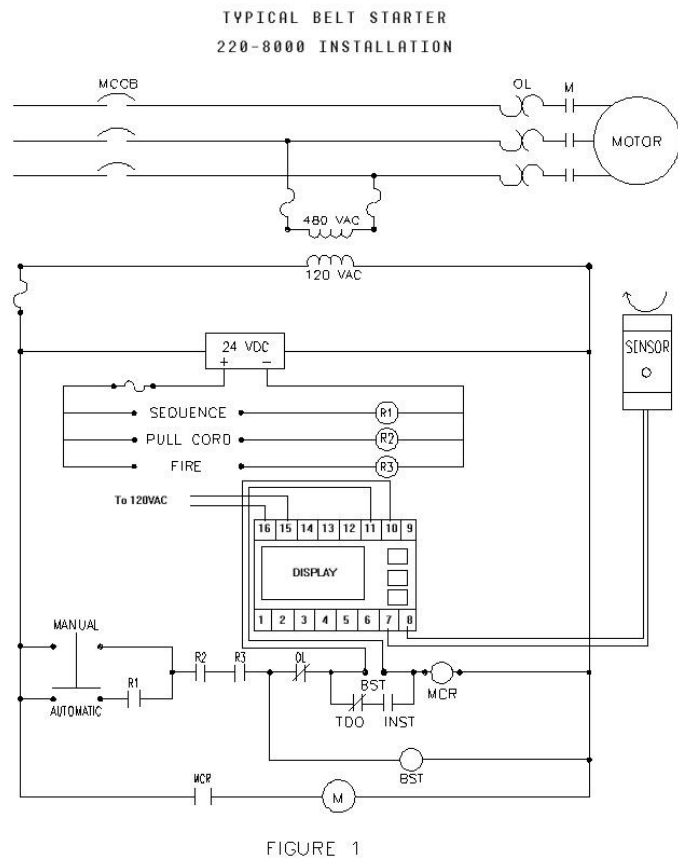 TYPICAL BELT STARTER
220-8000 INSTALLATION
MCCB
OL
M
MOTOR
480 VAC
120 VAC
24 VDC
+ −
SENSOR
SEQUENCE
R1
PULL CORD
R2
FIRE
R3
To 120VAC
16 15 14 13 12 11 10 9
DISPLAY
1 2 3 4 5 6 7 8
MANUAL
R2
R3
OL
R1
BST
MCR
AUTOMATIC
TDO
INST
BST
MCR
M
FIGURE 1